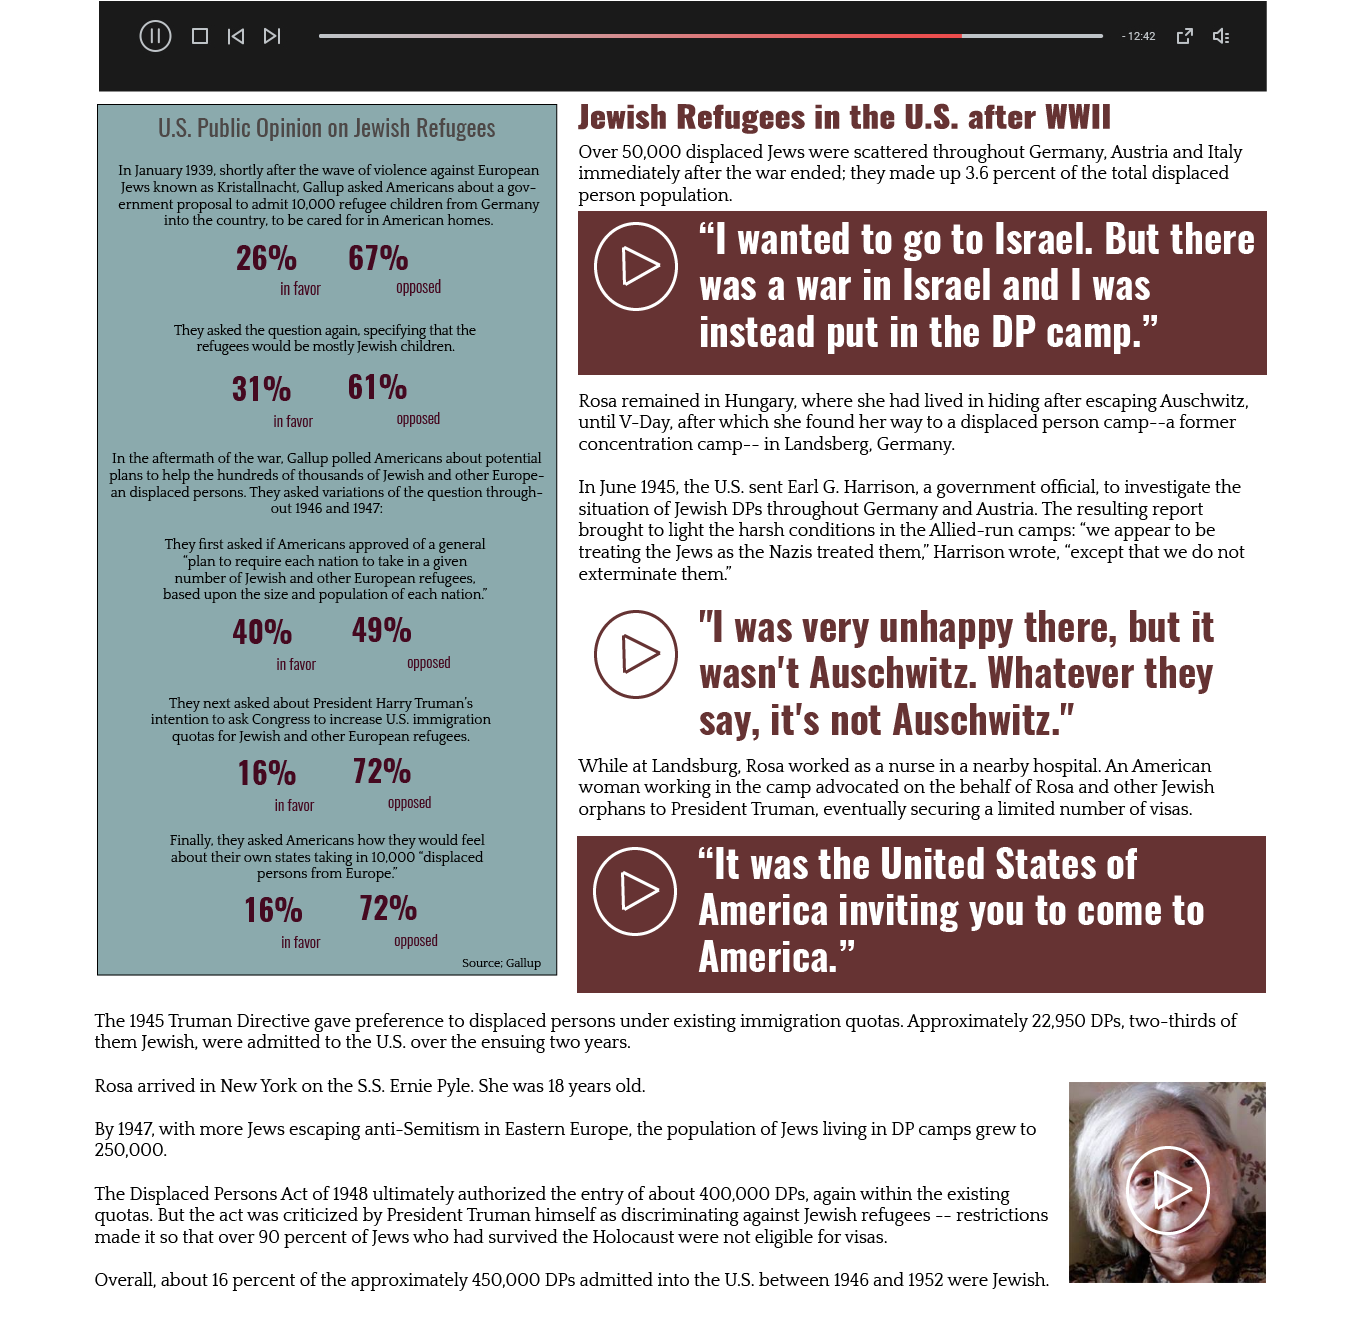 - 12:42
U.S. Public Opinion on Jewish Refugees
In January 1939, shortly after the wave of violence against European
Jews known as Kristallnacht, Gallup asked Americans about a gov-
ernment proposal to admit 10,000 refugee children from Germany
into the country, to be cared for in American homes.
26% 67%
in favor opposed
They asked the question again, specifying that the
refugees would be mostly Jewish children.
31% 61%
in favor opposed
In the aftermath of the war, Gallup polled Americans about potential
plans to help the hundreds of thousands of Jewish and other Europe-
an displaced persons. They asked variations of the question through-
out 1946 and 1947:
They first asked if Americans approved of a general
“plan to require each nation to take in a given
number of Jewish and other European refugees,
based upon the size and population of each nation.”
40% 49%
in favor opposed
They next asked about President Harry Truman’s
intention to ask Congress to increase U.S. immigration
quotas for Jewish and other European refugees.
16% 72%
in favor opposed
Finally, they asked Americans how they would feel
about their own states taking in 10,000 “displaced
persons from Europe.”
16% 72%
in favor opposed
Source; Gallup
Jewish Refugees in the U.S. after WWII
Over 50,000 displaced Jews were scattered throughout Germany, Austria and Italy
immediately after the war ended; they made up 3.6 percent of the total displaced
person population.
“I wanted to go to Israel. But there
was a war in Israel and I was
instead put in the DP camp.”
Rosa remained in Hungary, where she had lived in hiding after escaping Auschwitz,
until V-Day, after which she found her way to a displaced person camp--a former
concentration camp-- in Landsberg, Germany.
In June 1945, the U.S. sent Earl G. Harrison, a government official, to investigate the
situation of Jewish DPs throughout Germany and Austria. The resulting report
brought to light the harsh conditions in the Allied-run camps: “we appear to be
treating the Jews as the Nazis treated them,” Harrison wrote, “except that we do not
exterminate them.”
"I was very unhappy there, but it
wasn't Auschwitz. Whatever they
say, it's not Auschwitz."
While at Landsburg, Rosa worked as a nurse in a nearby hospital. An American
woman working in the camp advocated on the behalf of Rosa and other Jewish
orphans to President Truman, eventually securing a limited number of visas.
“It was the United States of
America inviting you to come to
America.”
The 1945 Truman Directive gave preference to displaced persons under existing immigration quotas. Approximately 22,950 DPs, two-thirds of
them Jewish, were admitted to the U.S. over the ensuing two years.
Rosa arrived in New York on the S.S. Ernie Pyle. She was 18 years old.
By 1947, with more Jews escaping anti-Semitism in Eastern Europe, the population of Jews living in DP camps grew to
250,000.
The Displaced Persons Act of 1948 ultimately authorized the entry of about 400,000 DPs, again within the existing
quotas. But the act was criticized by President Truman himself as discriminating against Jewish refugees -- restrictions
made it so that over 90 percent of Jews who had survived the Holocaust were not eligible for visas.
Overall, about 16 percent of the approximately 450,000 DPs admitted into the U.S. between 1946 and 1952 were Jewish.